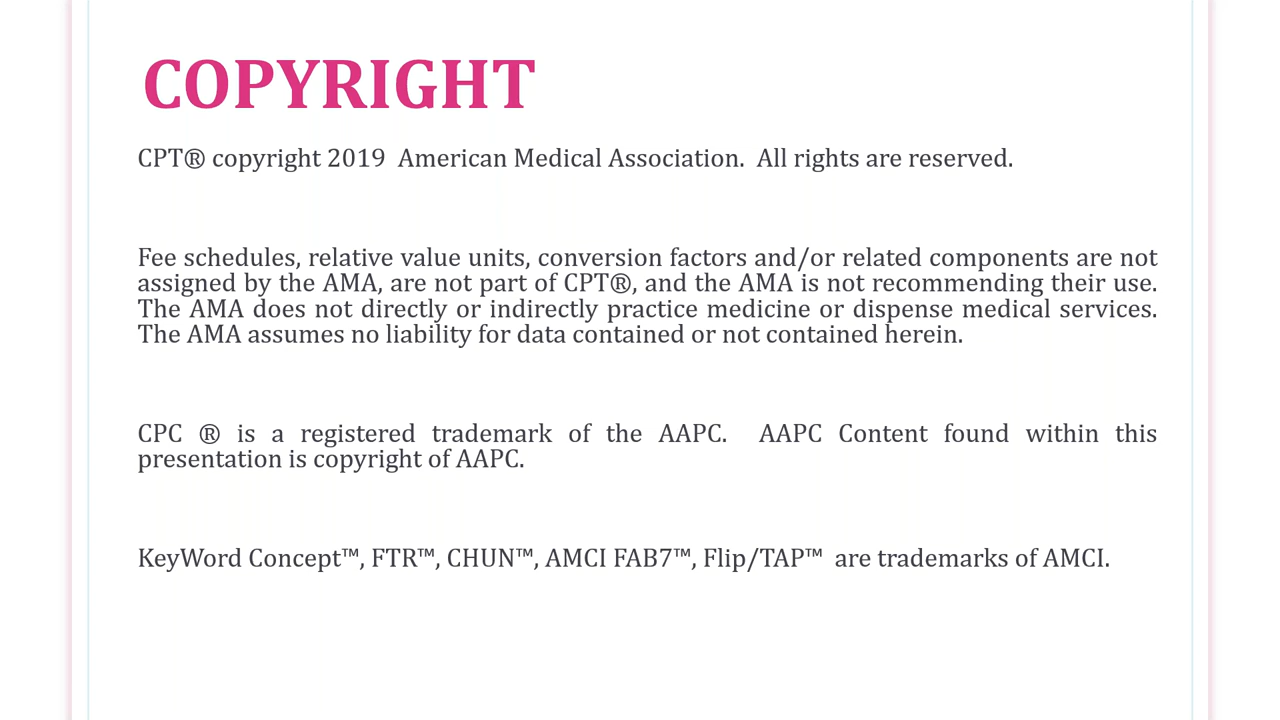 COPYRIGHT
CPT® copyright 2019  American Medical Association.  All rights are reserved.
Fee schedules, relative value units, conversion factors and/or related components are not
assigned by the AMA, are not part of CPT®, and the AMA is not recommending their use.
The AMA does not directly or indirectly practice medicine or dispense medical services.
The AMA assumes no liability for data contained or not contained herein.
CPC ® is a registered trademark of the AAPC.  AAPC Content found within this
presentation is copyright of AAPC.
KeyWord Concept™, FTR™, CHUN™, AMCI FAB7™, Flip/TAP™  are trademarks of AMCI.